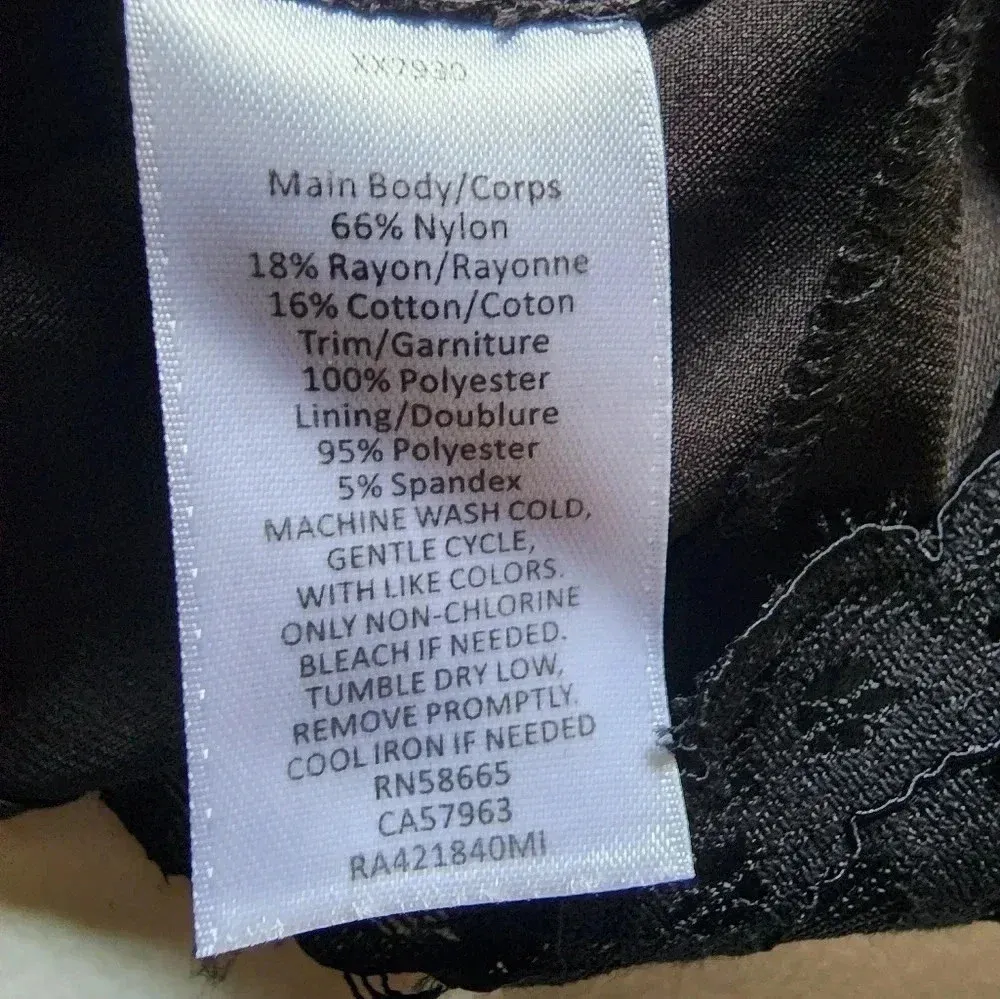 XX7990
Main Body/Corps
66% Nylon
18% Rayon/Rayonne
16% Cotton/Coton
Trim/Garniture
100% Polyester
Lining/Doublure
95% Polyester
5% Spandex
MACHINE WASH COLD,
GENTLE CYCLE,
WITH LIKE COLORS.
ONLY NON-CHLORINE
BLEACH IF NEEDED.
TUMBLE DRY LOW,
REMOVE PROMPTLY.
COOL IRON IF NEEDED
RN58665
CA57963
RA421840MI